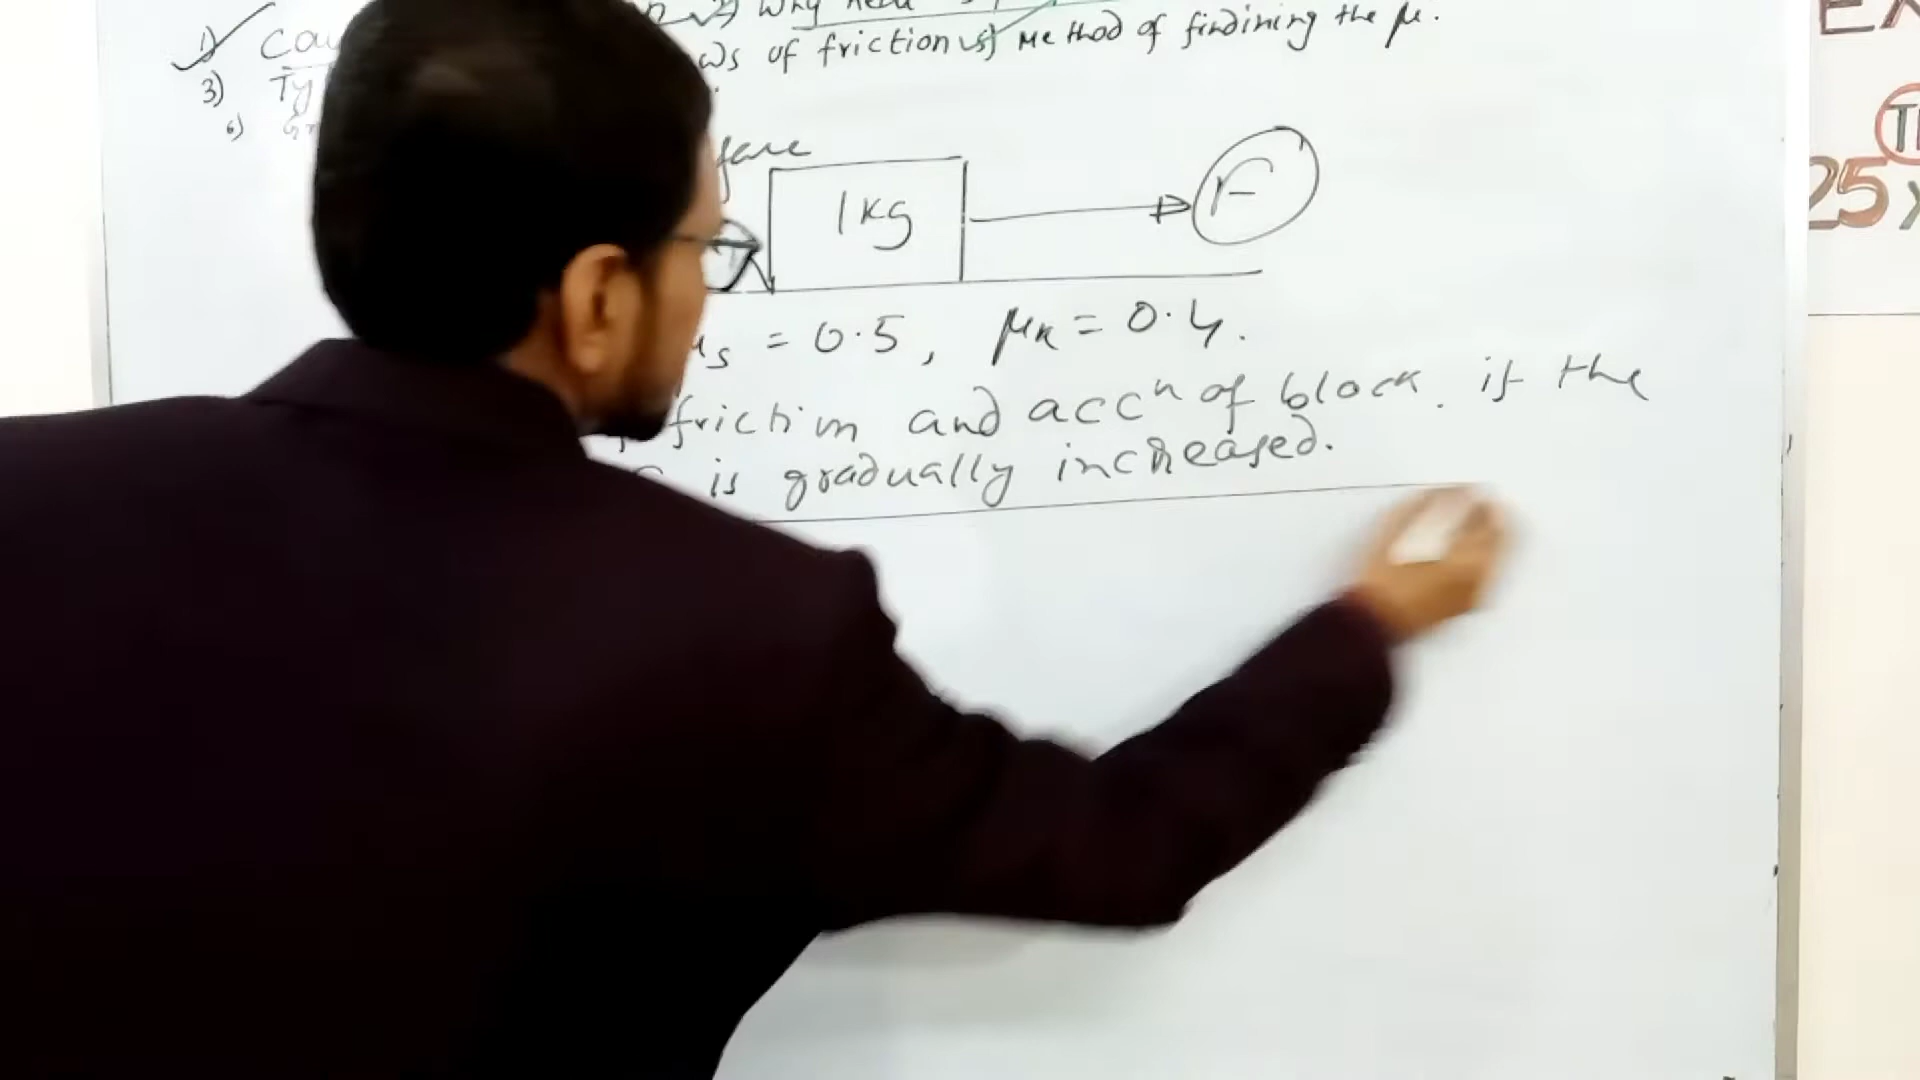 2) Why need
1) Cau
ws of friction 5) Method of findining the μ.
3) Ty
6)
face
1kg
F
μs = 0.5, μk = 0.4.
friction and accn of block. if the
is gradually increased.
EX
25